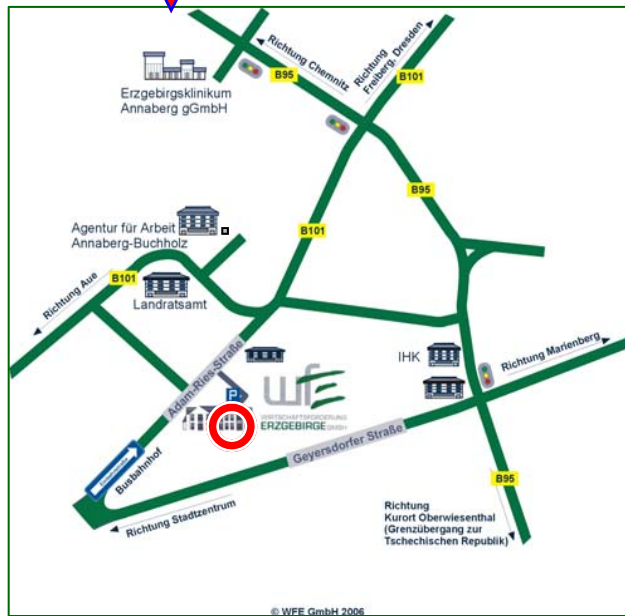 Richtung Chemnitz
B95
Richtung
Freiberg, Dresden
B101
Erzgebirgsklinikum
Annaberg gGmbH
B95
Agentur für Arbeit
Annaberg-Buchholz
B101
B101
Richtung Aue
Landratsamt
Adam-Ries-Straße
IHK
Richtung Marienberg
P
wfE
WIRTSCHAFTSFÖRDERUNG
ERZGEBIRGE GMBH
Geyersdorfer Straße
Busbahnhof
Richtung Stadtzentrum
B95
Richtung
Kurort Oberwiesenthal
(Grenzübergang zur
Tschechischen Republik)
© WFE GmbH 2006